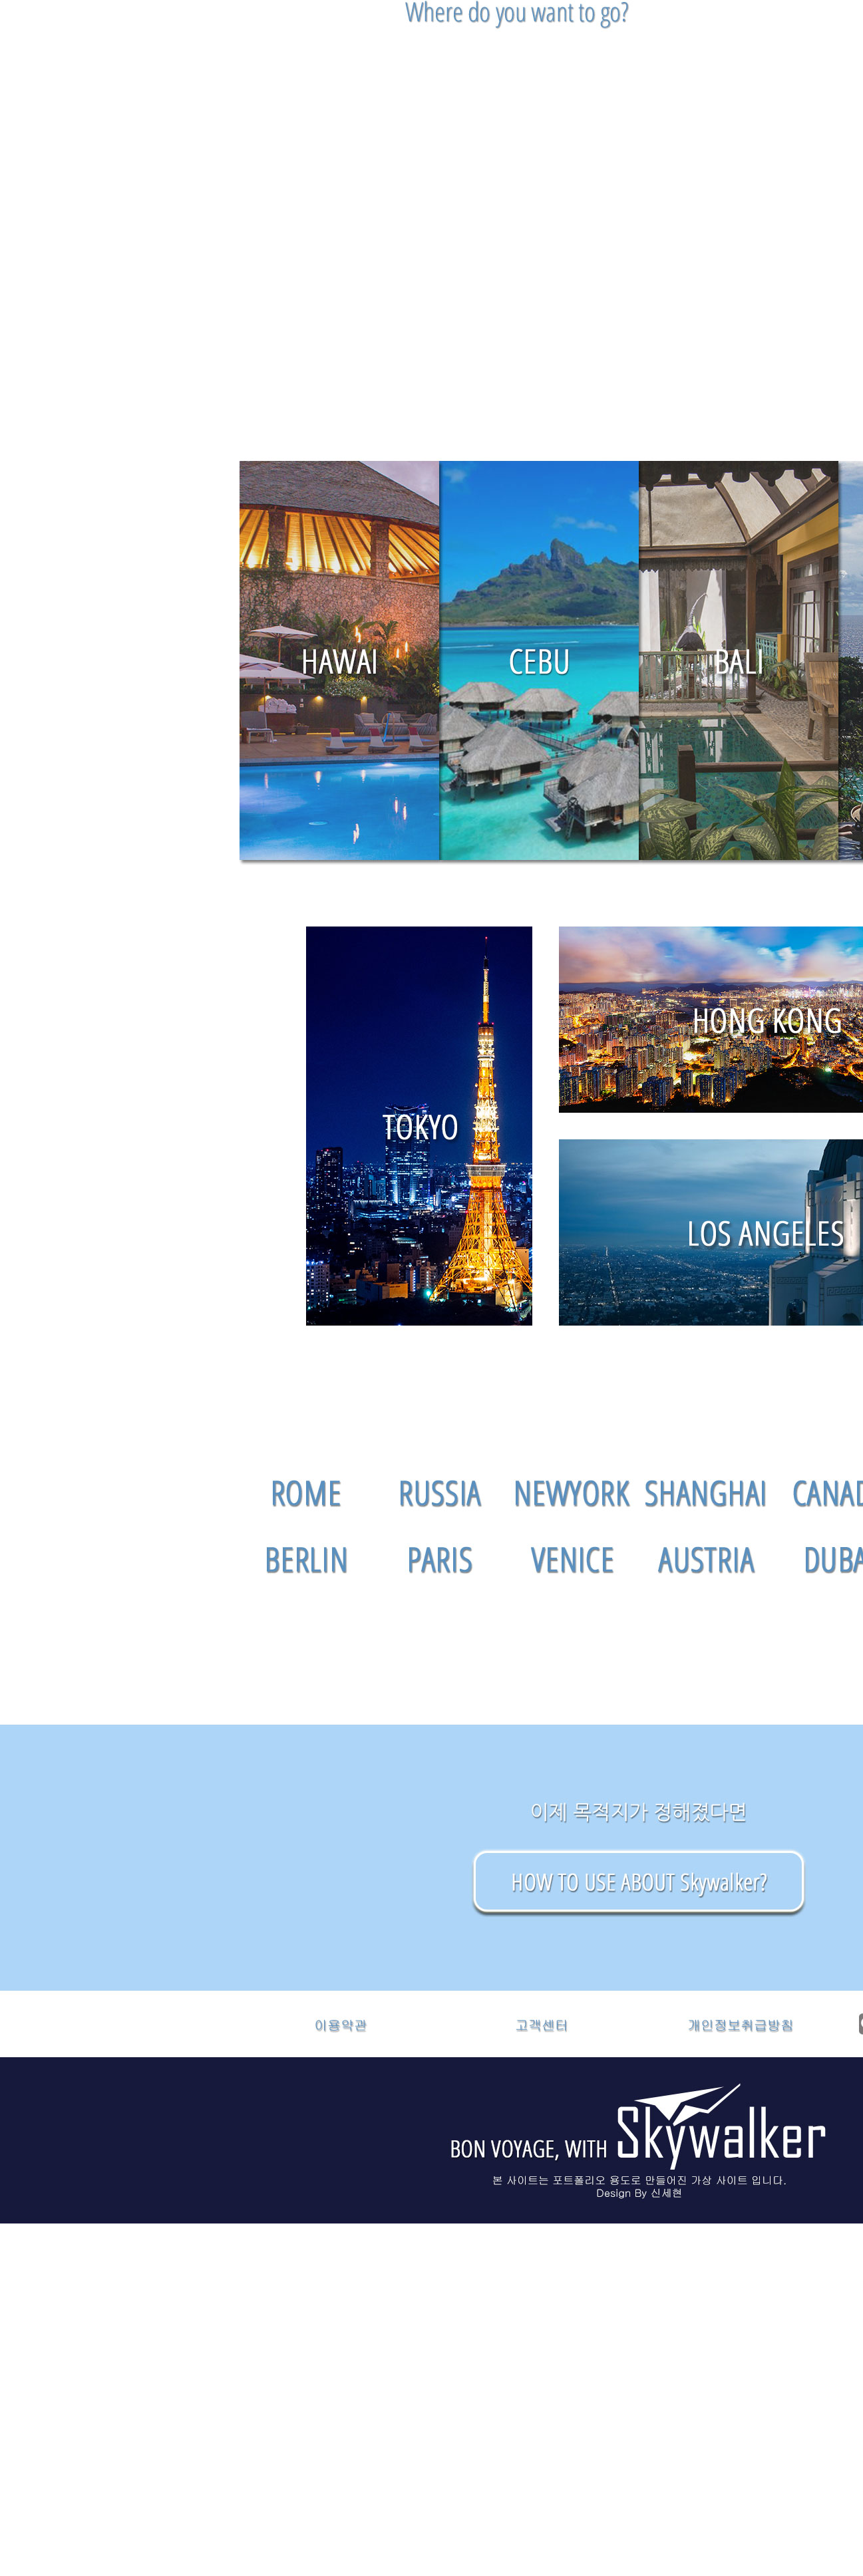 Where do you want to go?
HAWAI
CEBU
BALI
TOKYO
HONG KONG
LOS ANGELES
ROME RUSSIA NEWYORK SHANGHAI CANAD
BERLIN PARIS VENICE AUSTRIA DUBA
이제 목적지가 정해졌다면
HOW TO USE ABOUT Skywalker?
이용약관 고객센터 개인정보취급방침
BON VOYAGE, WITH Skywalker
본 사이트는 포트폴리오 용도로 만들어진 가상 사이트 입니다.
Design By 신세현